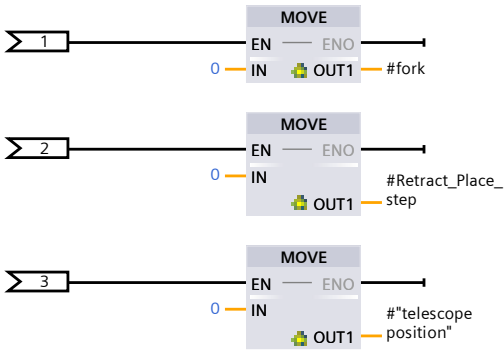 MOVE
1
EN ENO
0 IN OUT1 #fork
MOVE
2
EN ENO
0 IN
#Retract_Place_
OUT1 step
MOVE
3
EN ENO
0 IN
#"telescope
OUT1 position"